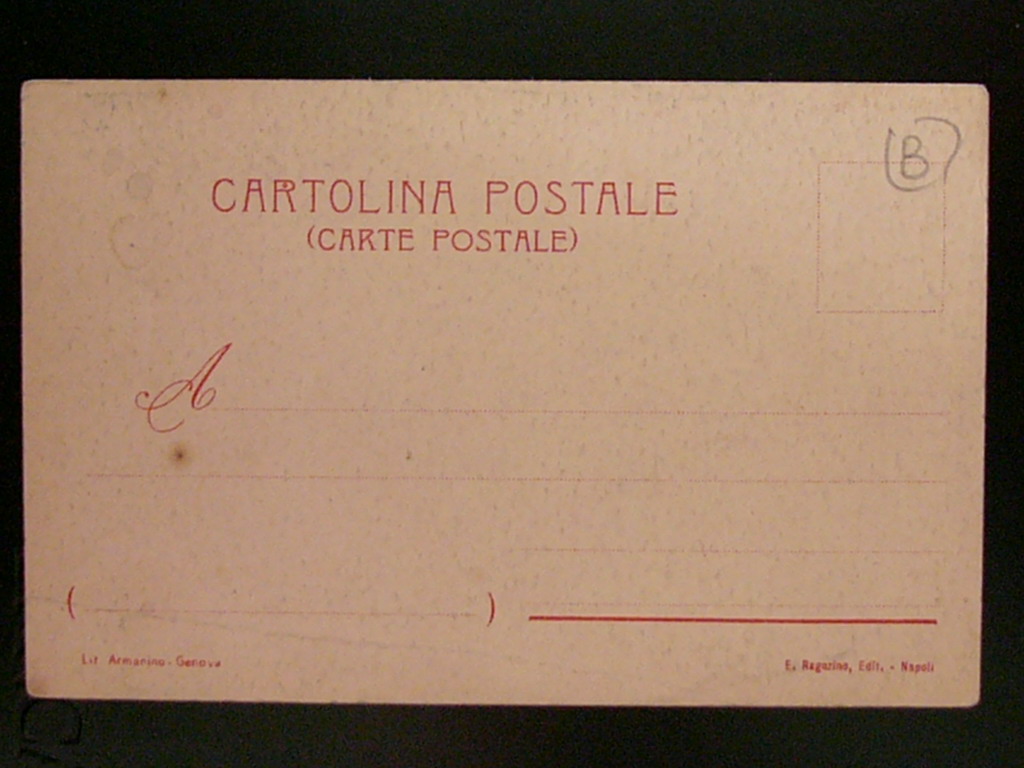 B
CARTOLINA POSTALE
(CARTE POSTALE)
A
( )
Lit. Armanino - Genova
E. Ragozino, Edit. - Napoli